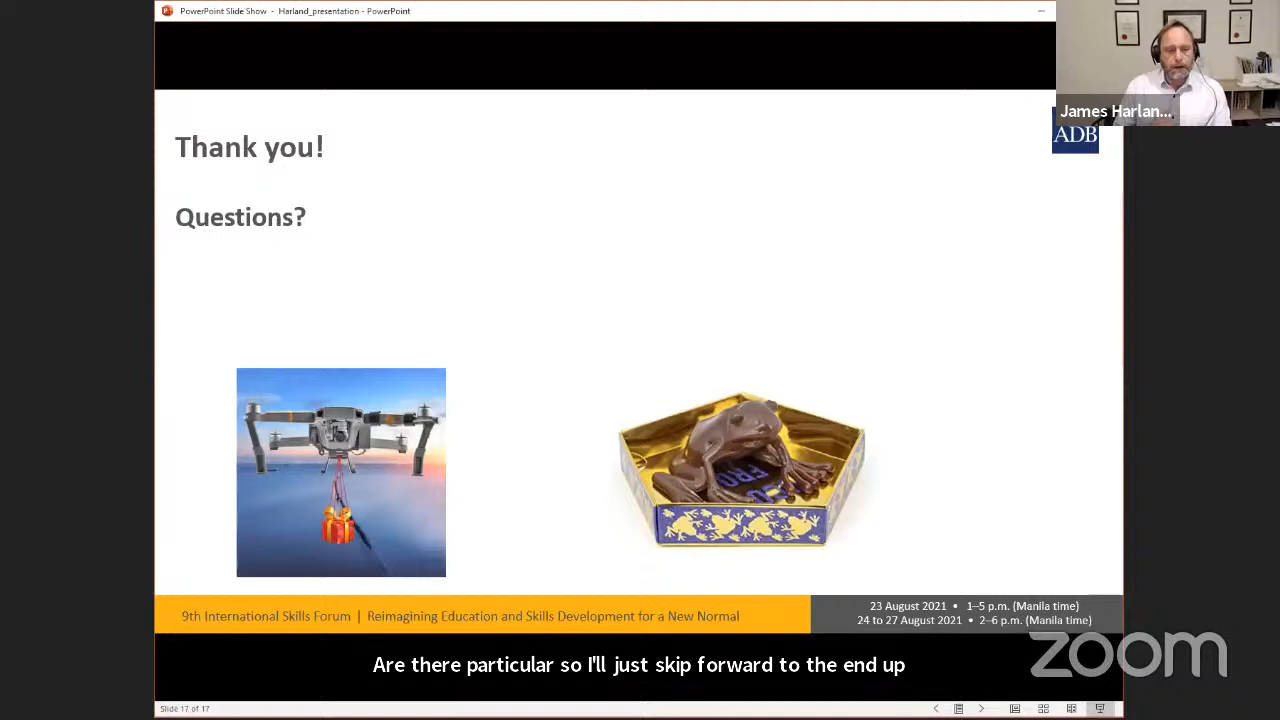 PowerPoint Slide Show - Harland_presentation - PowerPoint
James Harlan...
ADB
Thank you!
Questions?
9th International Skills Forum | Reimagining Education and Skills Development for a New Normal
23 August 2021 • 1–5 p.m. (Manila time)
24 to 27 August 2021 • 2–6 p.m. (Manila time)
Are there particular so I'll just skip forward to the end up
zoom
Slide 17 of 17